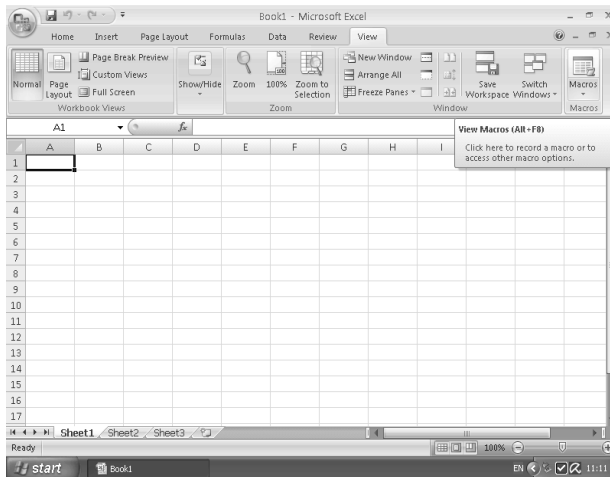 Book1 - Microsoft Excel
Home Insert Page Layout Formulas Data Review View
Normal
Page Layout
Page Break Preview
Custom Views
Full Screen
Workbook Views
Show/Hide
Zoom
100%
Zoom to Selection
Zoom
New Window
Arrange All
Freeze Panes
Save Workspace
Switch Windows
Window
Macros
Macros
A1
fx
View Macros (Alt+F8)
Click here to record a macro or to
access other macro options.
A B C D E F G H I
1
2
3
4
5
6
7
8
9
10
11
12
13
14
15
16
17
Sheet1 Sheet2 Sheet3
Ready
100%
start
Book1
EN
11:11